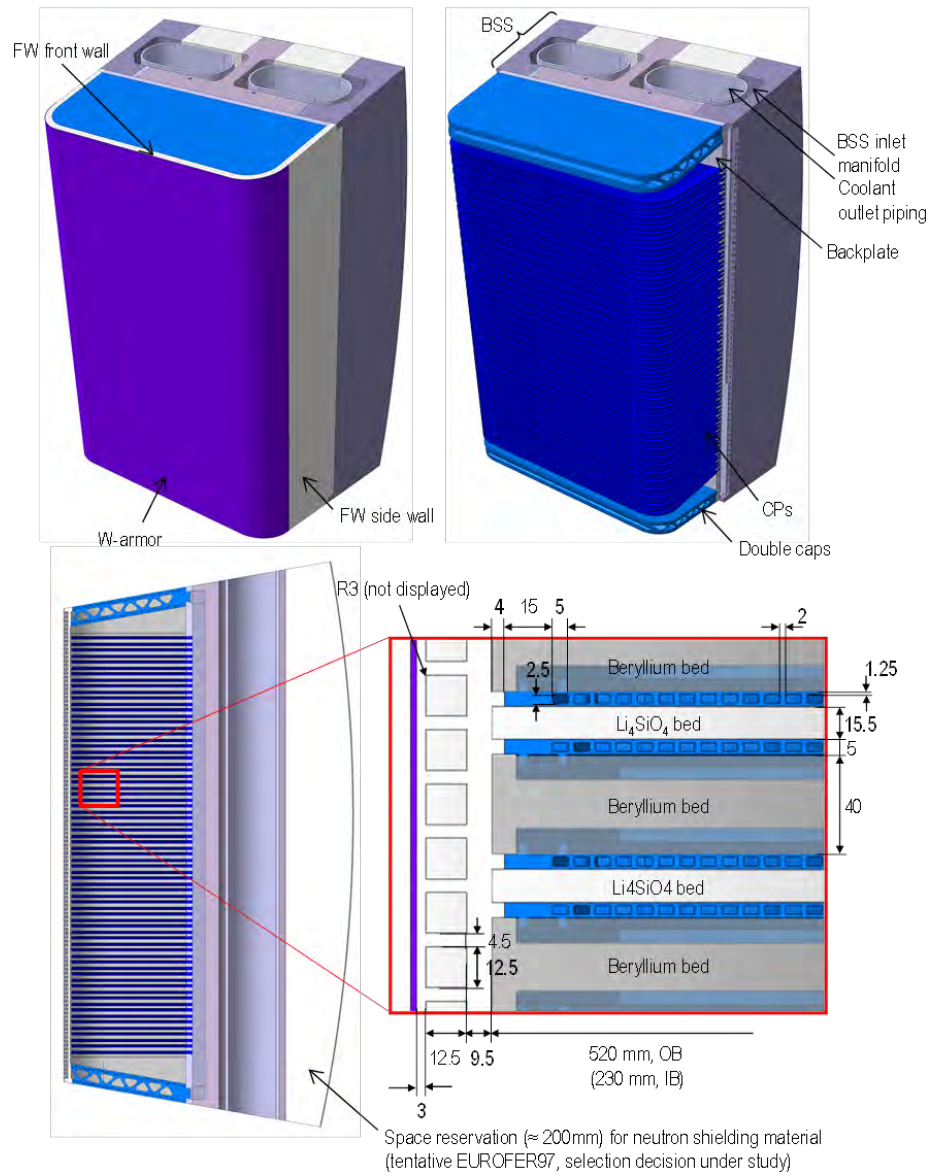 BSS
FW front wall
BSS inlet
manifold
Coolant
outlet piping
Backplate
CPs
FW side wall
W-armor
Double caps
R3 (not displayed)
4
15
5
2
2.5
1.25
Beryllium bed
Li₄SiO₄ bed
15.5
5
40
Beryllium bed
Li4SiO4 bed
4.5
12.5
Beryllium bed
12.5
9.5
520 mm, OB
(230 mm, IB)
3
Space reservation (≈ 200mm) for neutron shielding material
(tentative EUROFER97, selection decision under study)